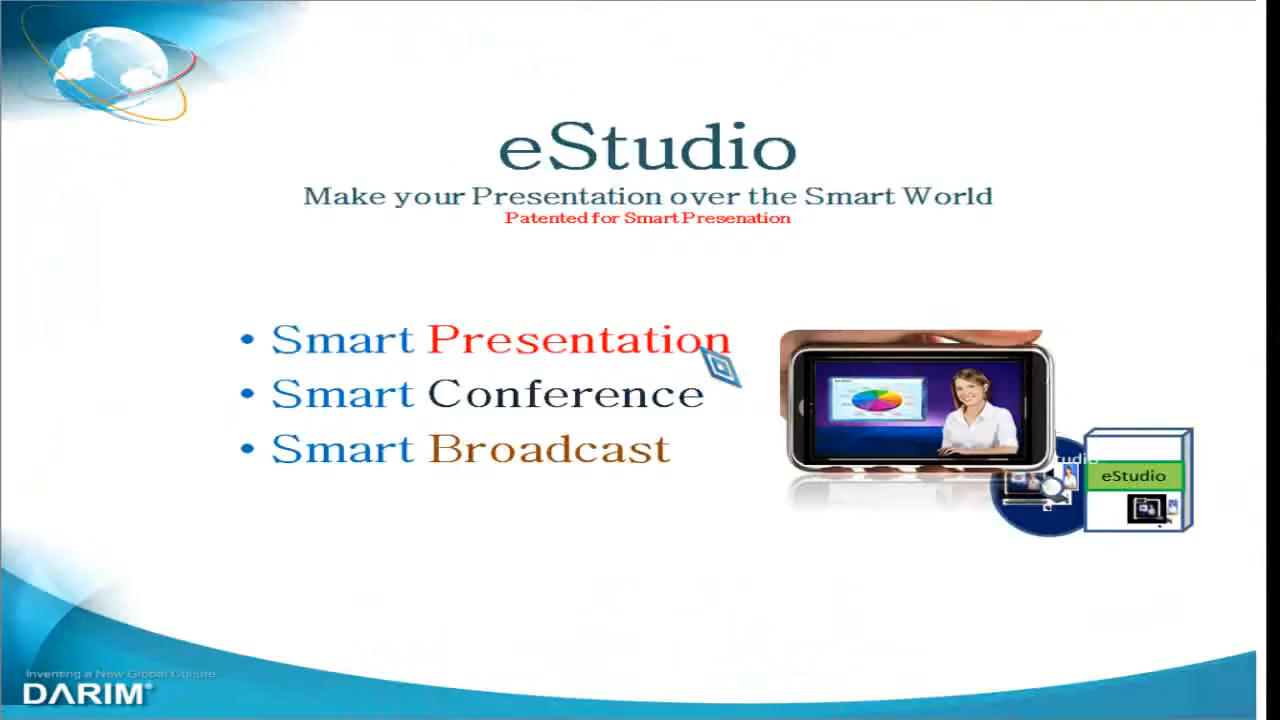 eStudio
Make your Presentation over the Smart World
Patented for Smart Presenation
• Smart Presentation
• Smart Conference
• Smart Broadcast
tudio
eStudio
Inventing a New Global Culture
DARIM®